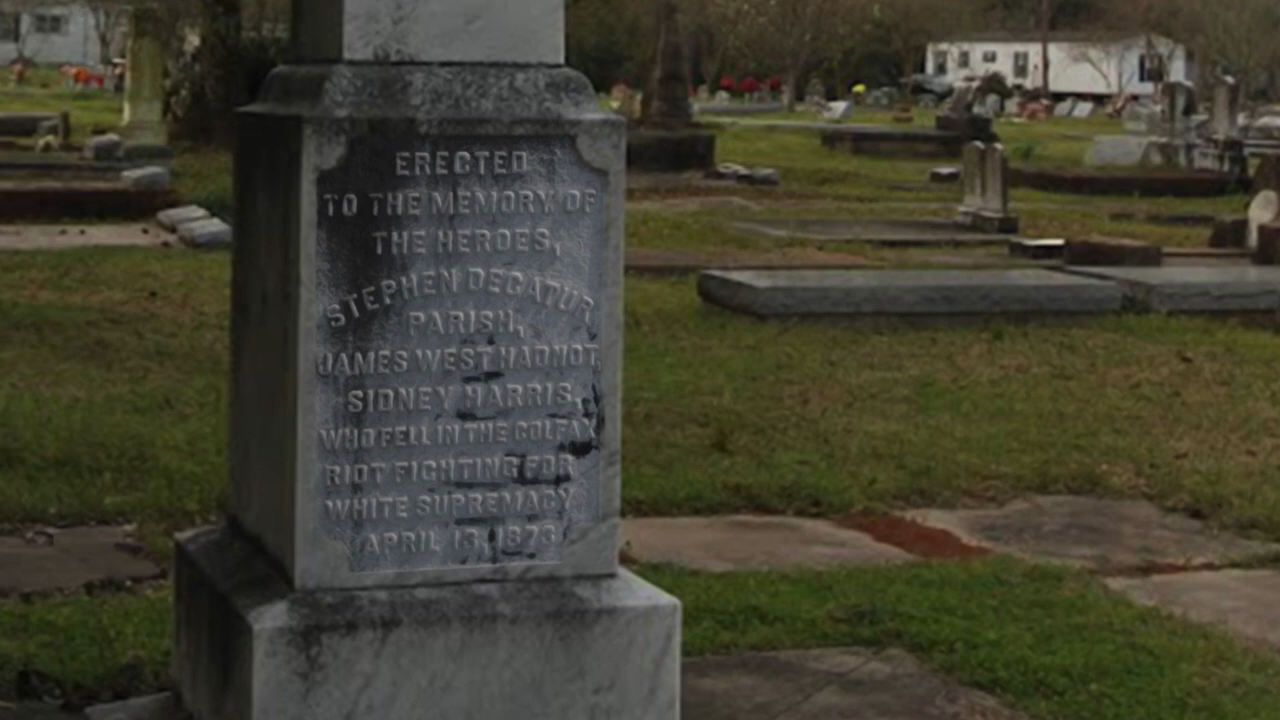 ERECTED
TO THE MEMORY OF
THE HEROES,
STEPHEN DECATUR
PARISH,
JAMES WEST HADNOT,
SIDNEY HARRIS,
WHO FELL IN THE COLFAX
RIOT FIGHTING FOR
WHITE SUPREMACY
APRIL 13, 1873